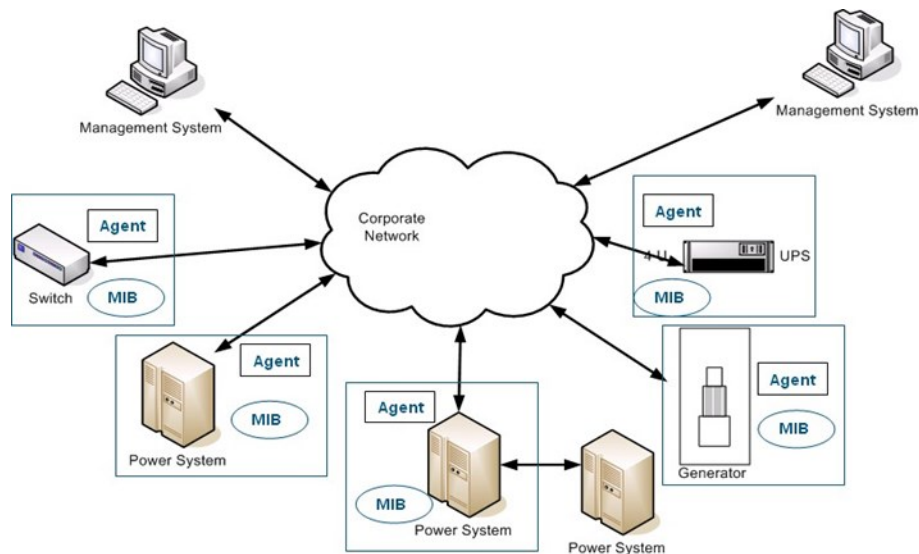 Management System
Management System
Corporate
Network
Agent
Switch
MIB
Agent
4 U
UPS
MIB
Agent
MIB
Power System
Agent
MIB
Power System
Power System
Agent
MIB
Generator